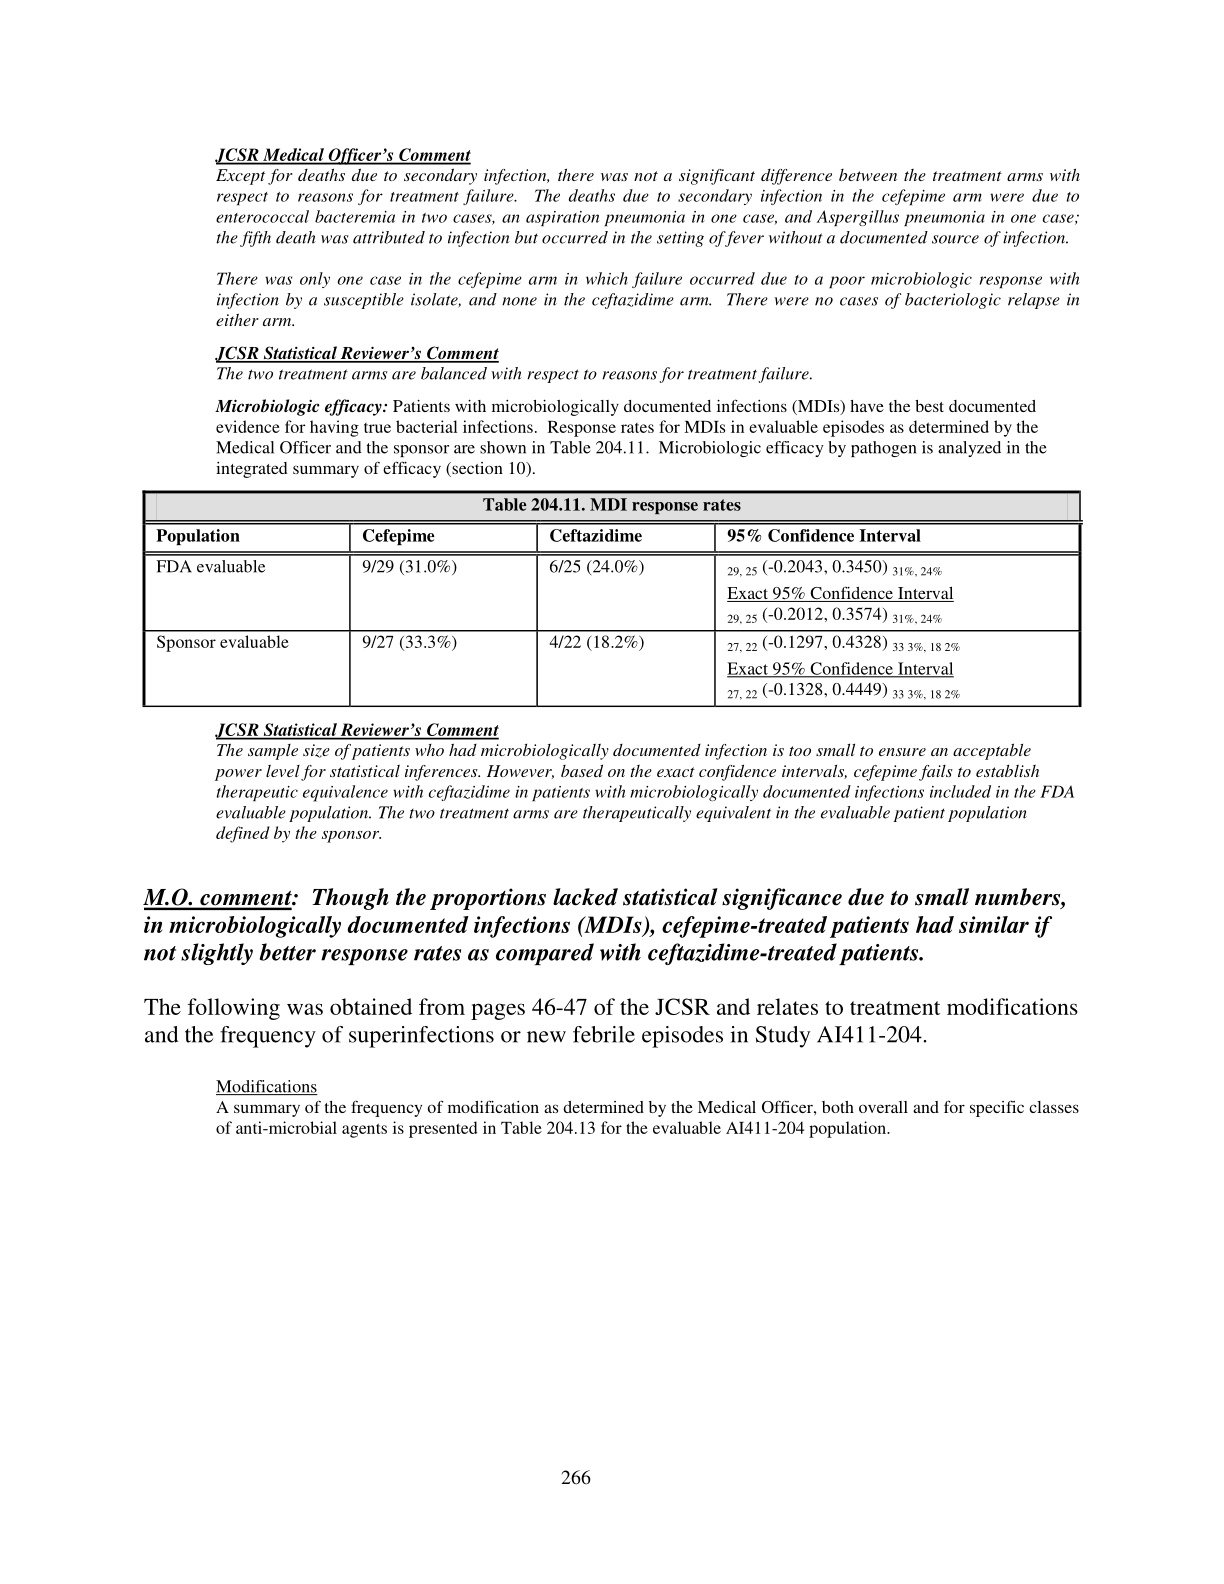 JCSR Medical Officer's Comment
Except for deaths due to secondary infection, there was not a significant difference between the treatment arms with
respect to reasons for treatment failure. The deaths due to secondary infection in the cefepime arm were due to
enterococcal bacteremia in two cases, an aspiration pneumonia in one case, and Aspergillus pneumonia in one case;
the fifth death was attributed to infection but occurred in the setting of fever without a documented source of infection.
There was only one case in the cefepime arm in which failure occurred due to a poor microbiologic response with
infection by a susceptible isolate, and none in the ceftazidime arm. There were no cases of bacteriologic relapse in
either arm.
JCSR Statistical Reviewer's Comment
The two treatment arms are balanced with respect to reasons for treatment failure.
Microbiologic efficacy: Patients with microbiologically documented infections (MDIs) have the best documented
evidence for having true bacterial infections. Response rates for MDIs in evaluable episodes as determined by the
Medical Officer and the sponsor are shown in Table 204.11. Microbiologic efficacy by pathogen is analyzed in the
integrated summary of efficacy (section 10).
Table 204.11. MDI response rates
Population Cefepime Ceftazidime 95% Confidence Interval
FDA evaluable 9/29 (31.0%) 6/25 (24.0%) 29, 25 (-0.2043, 0.3450) 31%, 24%
Exact 95% Confidence Interval
29, 25 (-0.2012, 0.3574) 31%, 24%
Sponsor evaluable 9/27 (33.3%) 4/22 (18.2%) 27, 22 (-0.1297, 0.4328) 33 3%, 18 2%
Exact 95% Confidence Interval
27, 22 (-0.1328, 0.4449) 33 3%, 18 2%
JCSR Statistical Reviewer's Comment
The sample size of patients who had microbiologically documented infection is too small to ensure an acceptable
power level for statistical inferences. However, based on the exact confidence intervals, cefepime fails to establish
therapeutic equivalence with ceftazidime in patients with microbiologically documented infections included in the FDA
evaluable population. The two treatment arms are therapeutically equivalent in the evaluable patient population
defined by the sponsor.
M.O. comment: Though the proportions lacked statistical significance due to small numbers,
in microbiologically documented infections (MDIs), cefepime-treated patients had similar if
not slightly better response rates as compared with ceftazidime-treated patients.
The following was obtained from pages 46-47 of the JCSR and relates to treatment modifications
and the frequency of superinfections or new febrile episodes in Study AI411-204.
Modifications
A summary of the frequency of modification as determined by the Medical Officer, both overall and for specific classes
of anti-microbial agents is presented in Table 204.13 for the evaluable AI411-204 population.
266